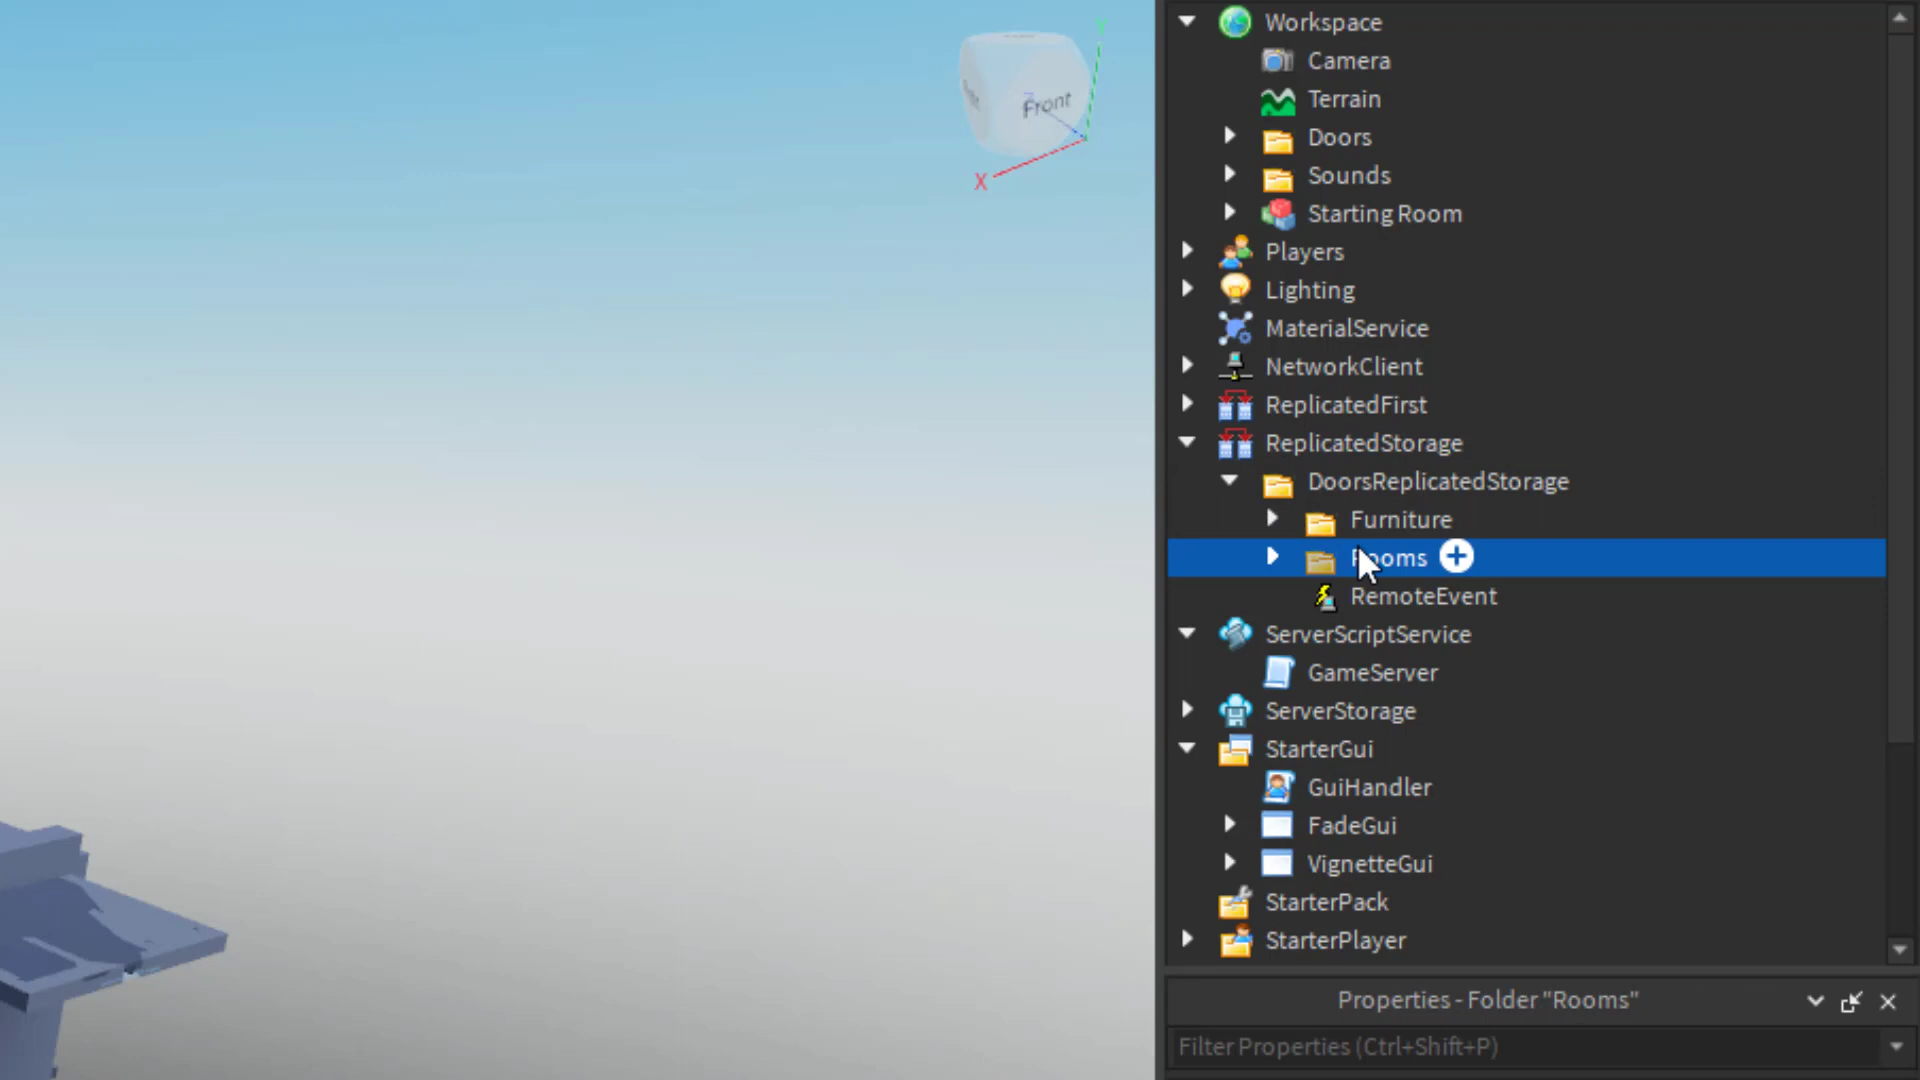 Y
Front
Z
X
Workspace
Camera
Terrain
Doors
Sounds
Starting Room
Players
Lighting
MaterialService
NetworkClient
ReplicatedFirst
ReplicatedStorage
DoorsReplicatedStorage
Furniture
Rooms
RemoteEvent
ServerScriptService
GameServer
ServerStorage
StarterGui
GuiHandler
FadeGui
VignetteGui
StarterPack
StarterPlayer
Properties - Folder "Rooms"
Filter Properties (Ctrl+Shift+P)